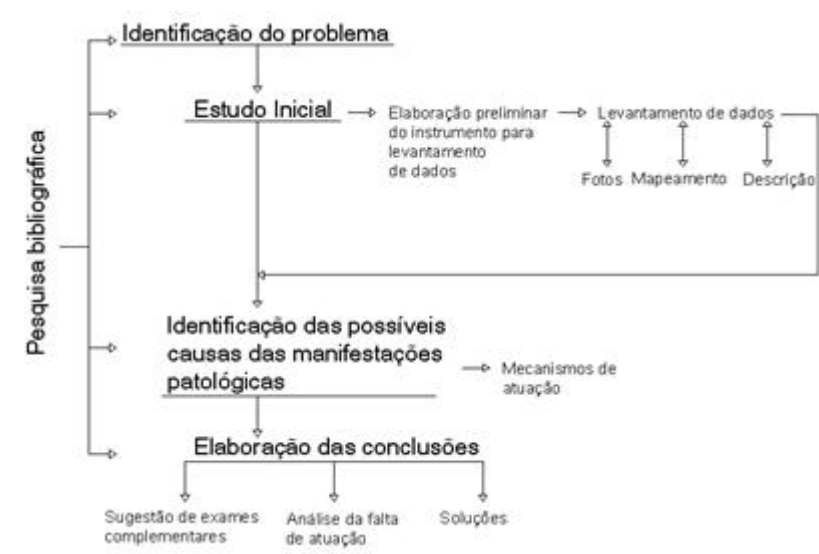 Pesquisa bibliográfica
Identificação do problema
Estudo Inicial
Elaboração preliminar
do instrumento para
levantamento
de dados
Levantamento de dados
Fotos
Mapeamento
Descrição
Identificação das possíveis
causas das manifestações
patológicas
Mecanismos de
atuação
Elaboração das conclusões
Sugestão de exames
complementares
Análise da falta
de atuação
Soluções